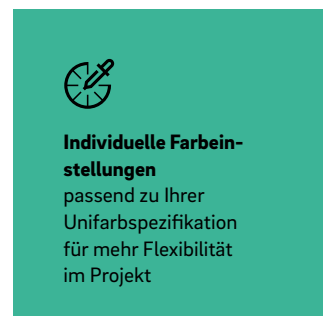 Individuelle Farbein-
stellungen
passend zu Ihrer
Unifarbspezifikation
für mehr Flexibilität
im Projekt